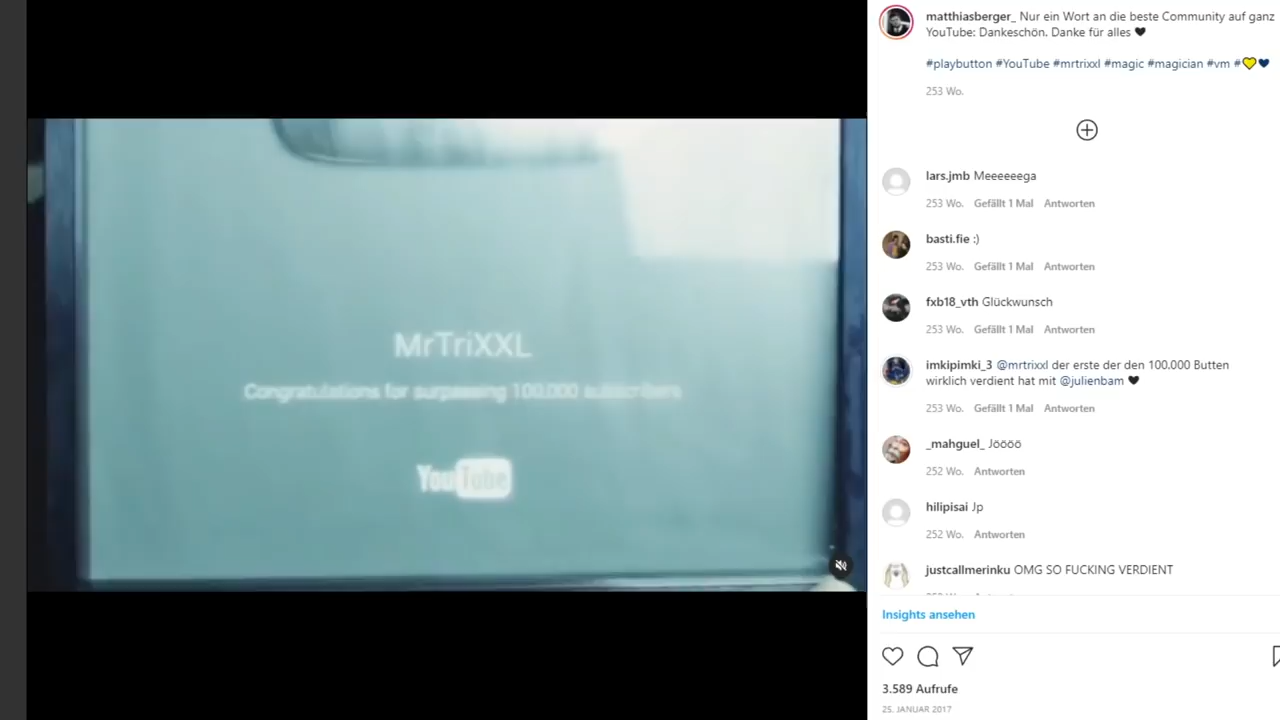 MrTriXXL
Congratulations for surpassing 100,000 subscribers
YouTube
matthiasberger_ Nur ein Wort an die beste Community auf ganz
YouTube: Dankeschön. Danke für alles 🖤
#playbutton #YouTube #mrtrixxl #magic #magician #vm #💛💙
253 Wo.
lars.jmb Meeeeeega
253 Wo. Gefällt 1 Mal Antworten
basti.fie :)
253 Wo. Gefällt 1 Mal Antworten
fxb18_vth Glückwunsch
253 Wo. Gefällt 1 Mal Antworten
imkipimki_3 @mrtrixxl der erste der den 100.000 Butten
wirklich verdient hat mit @julienbam 🖤
253 Wo. Gefällt 1 Mal Antworten
_mahguel_ Jöööö
252 Wo. Antworten
hilipisai Jp
252 Wo. Antworten
justcallmerinku OMG SO FUCKING VERDIENT
Insights ansehen
3.589 Aufrufe
25. JANUAR 2017